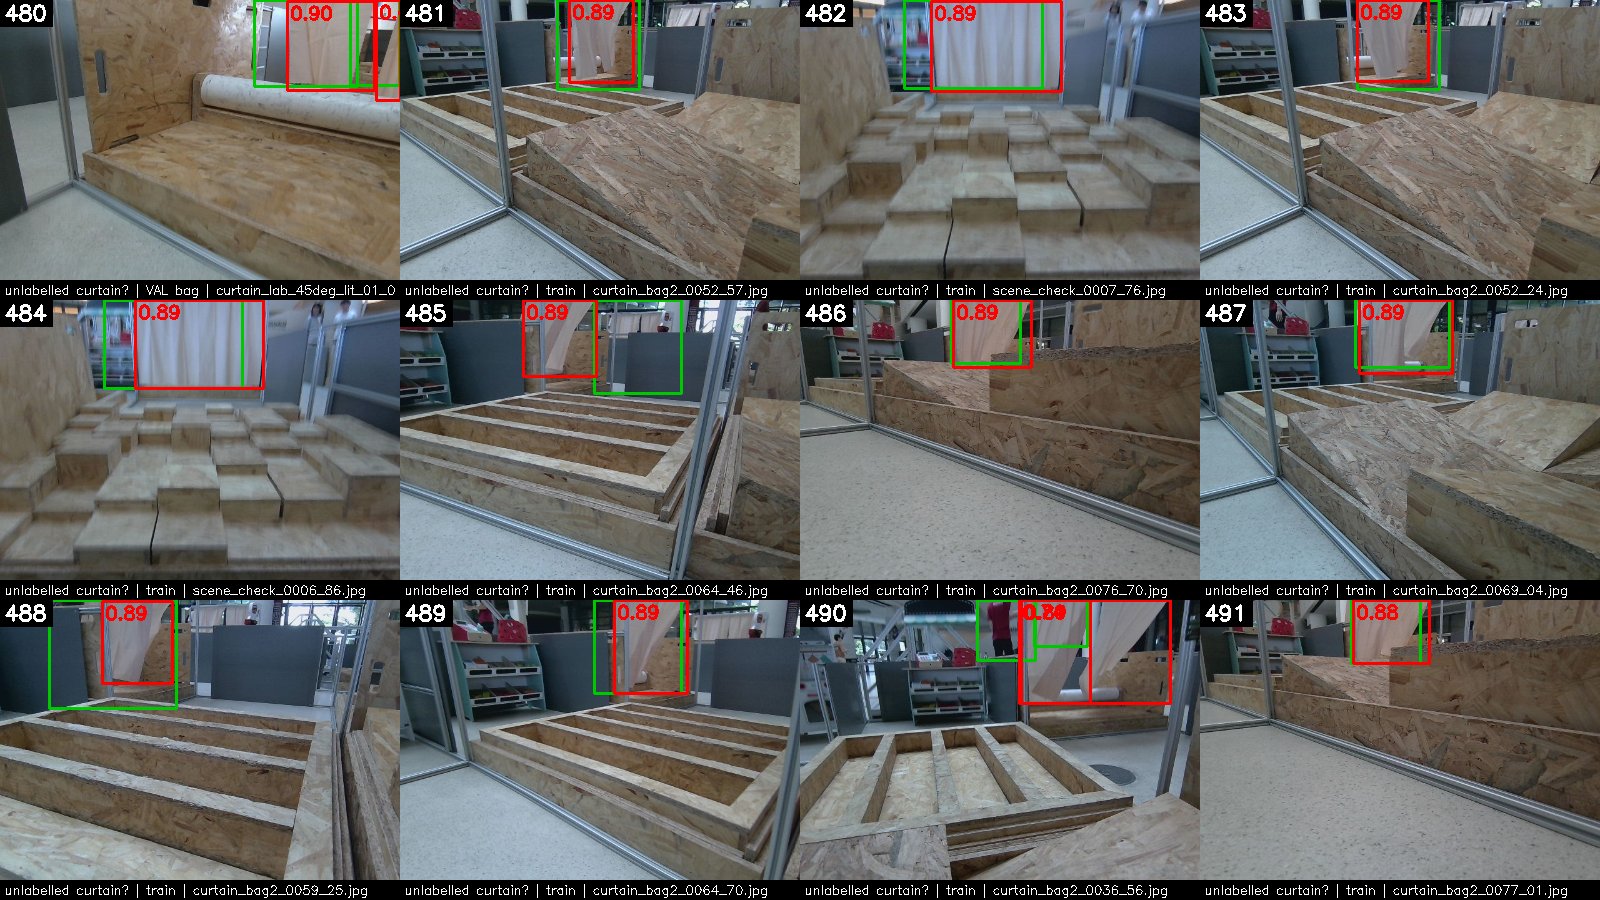 480
0.90
0.
unlabelled curtain? | VAL bag | curtain_lab_45deg_lit_01_0
481
0.89
unlabelled curtain? | train | curtain_bag2_0052_57.jpg
482
0.89
unlabelled curtain? | train | scene_check_0007_76.jpg
483
0.89
unlabelled curtain? | train | curtain_bag2_0052_24.jpg
484
0.89
unlabelled curtain? | train | scene_check_0006_86.jpg
485
0.89
unlabelled curtain? | train | curtain_bag2_0064_46.jpg
486
0.89
unlabelled curtain? | train | curtain_bag2_0076_70.jpg
487
0.89
unlabelled curtain? | train | curtain_bag2_0069_04.jpg
488
0.89
unlabelled curtain? | train | curtain_bag2_0059_25.jpg
489
0.89
unlabelled curtain? | train | curtain_bag2_0064_70.jpg
490
unlabelled curtain? | train | curtain_bag2_0036_56.jpg
491
0.88
unlabelled curtain? | train | curtain_bag2_0077_01.jpg